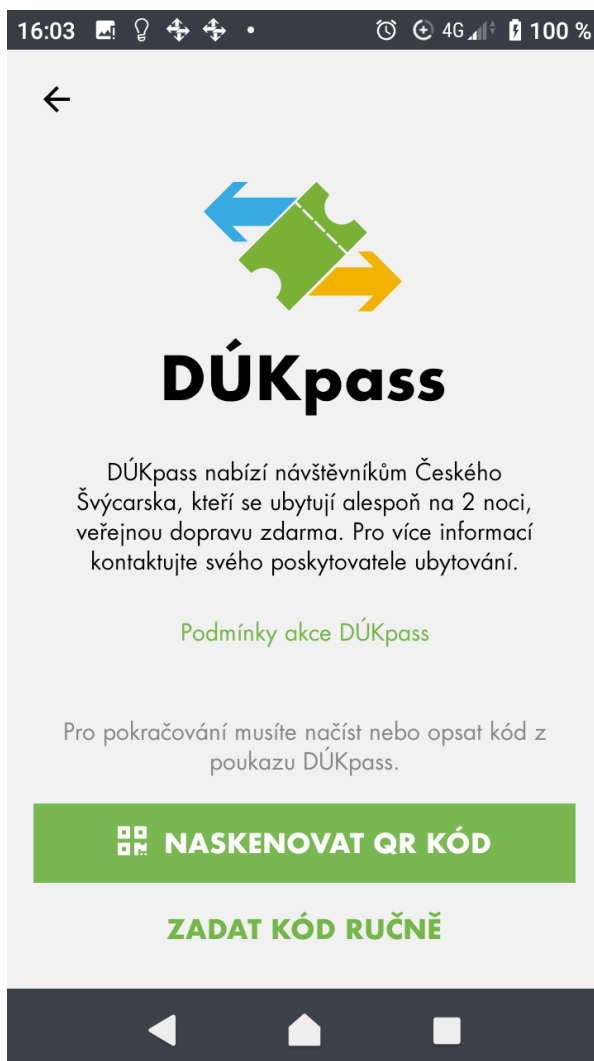 16:03 4G 100 %
DÚKpass
DÚKpass nabízí návštěvníkům Českého
Švýcarska, kteří se ubytují alespoň na 2 noci,
veřejnou dopravu zdarma. Pro více informací
kontaktujte svého poskytovatele ubytování.
Podmínky akce DÚKpass
Pro pokračování musíte načíst nebo opsat kód z
poukazu DÚKpass.
NASKENOVAT QR KÓD
ZADAT KÓD RUČNĚ